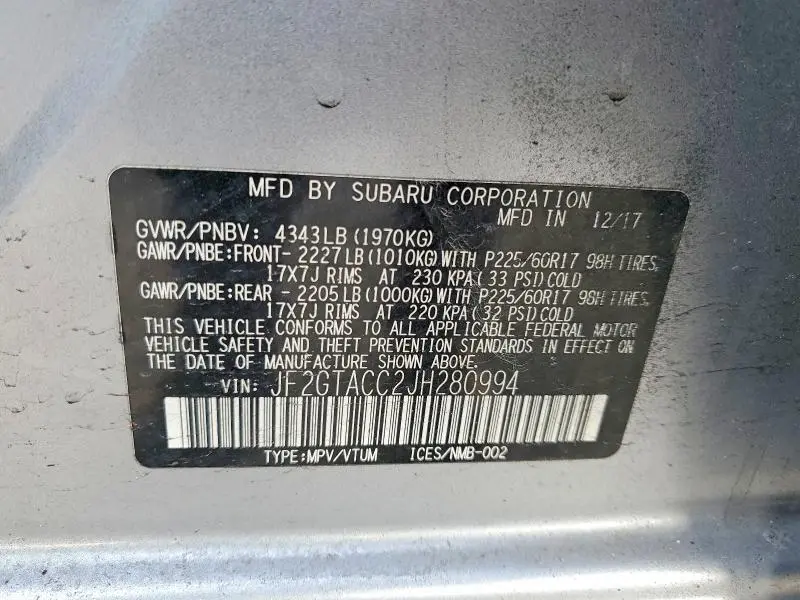 MFD BY SUBARU CORPORATION
MFD IN 12/17
GVWR/PNBV: 4343LB (1970KG)
GAWR/PNBE:FRONT- 2227LB (1010KG) WITH P225/60R17 98H TIRES,
17X7J RIMS AT 230 KPA( 33 PSI) COLD
GAWR/PNBE:REAR - 2205LB (1000KG) WITH P225/60R17 98H TIRES,
17X7J RIMS AT 220 KPA( 32 PSI) COLD
THIS VEHICLE CONFORMS TO ALL APPLICABLE FEDERAL MOTOR
VEHICLE SAFETY AND THEFT PREVENTION STANDARDS IN EFFECT ON
THE DATE OF MANUFACTURE SHOWN ABOVE.
VIN: JF2GTACC2JH280994
TYPE:MPV/VTUM ICES/NMB-002